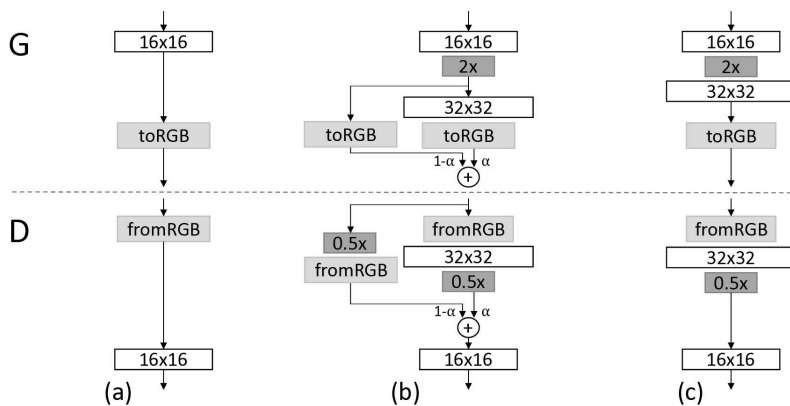 G
16x16
toRGB
16x16
2x
32x32
toRGB
toRGB
1-α
α
+
16x16
2x
32x32
toRGB
D
fromRGB
16x16
0.5x
fromRGB
fromRGB
32x32
0.5x
1-α
α
+
16x16
fromRGB
32x32
0.5x
16x16
(a)
(b)
(c)